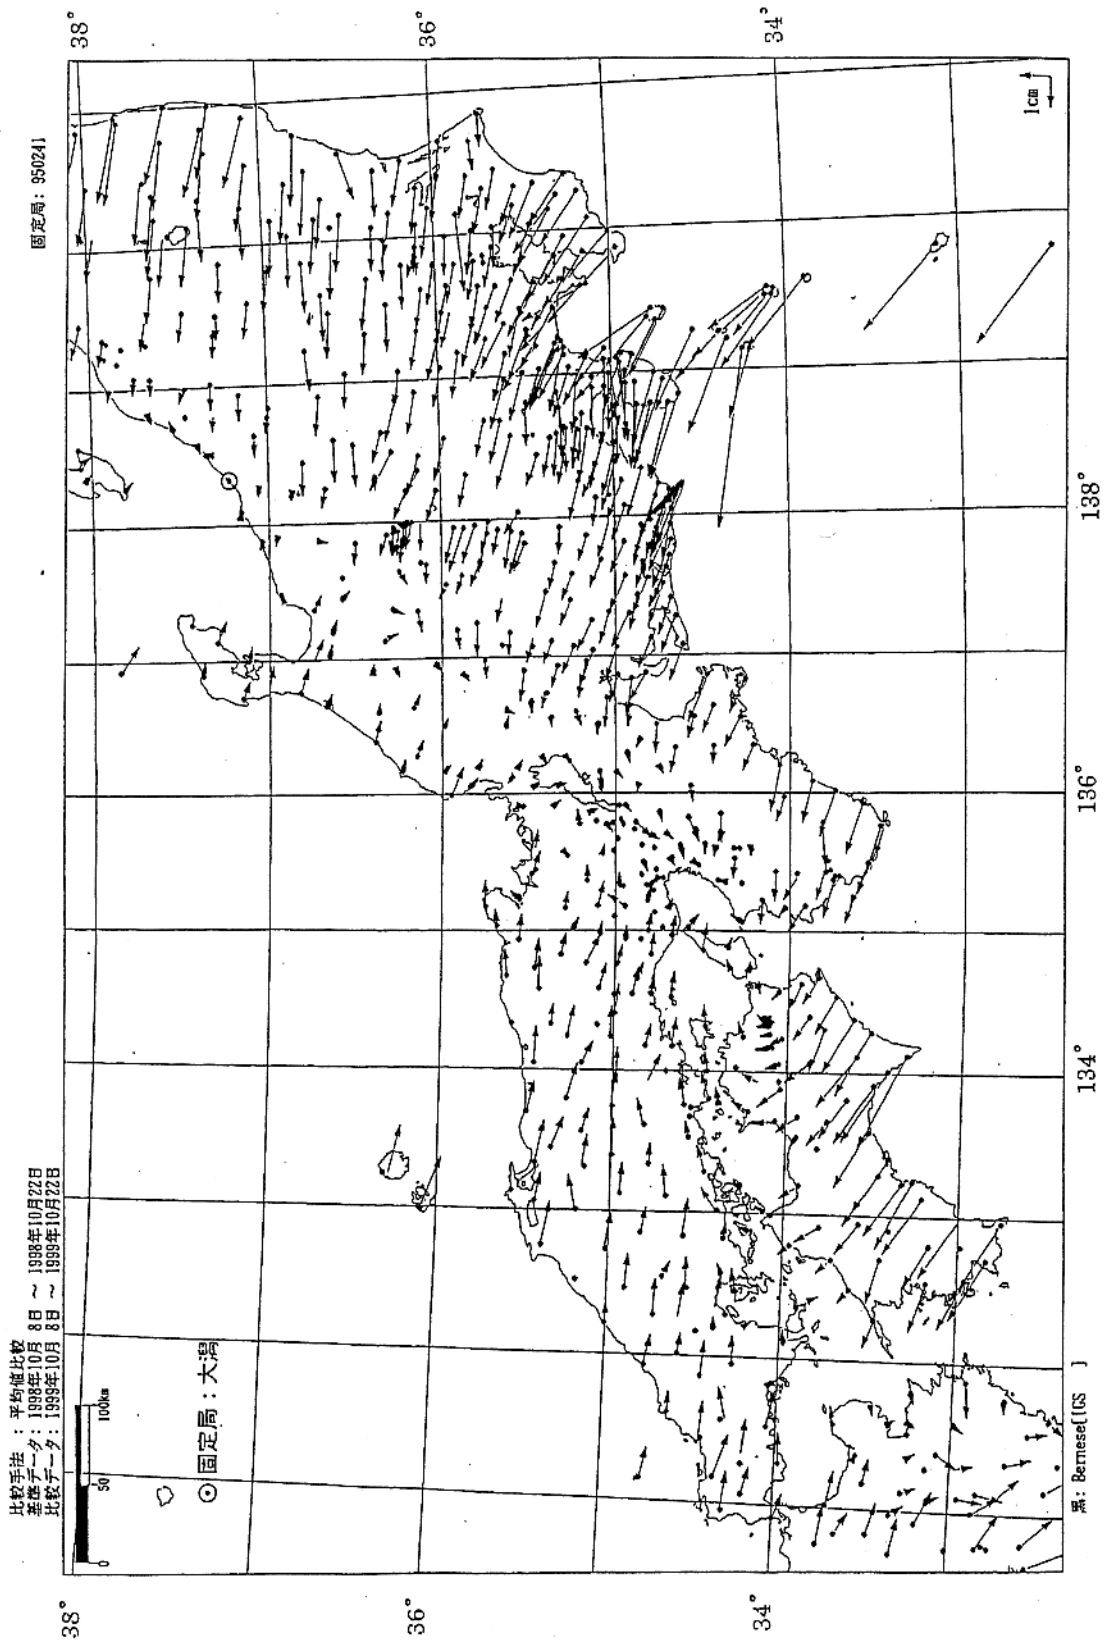 比較手法 : 平均値比較
基準データ: 1998年10月 8日 ～ 1998年10月22日
比較データ: 1999年10月 8日 ～ 1999年10月22日
固定局: 950241
0 50 100km
◎ 固定局 : 大潟
38°
36°
34°
38°
36°
34°
134°
136°
138°
1cm
黒: Bernese[IGS ]